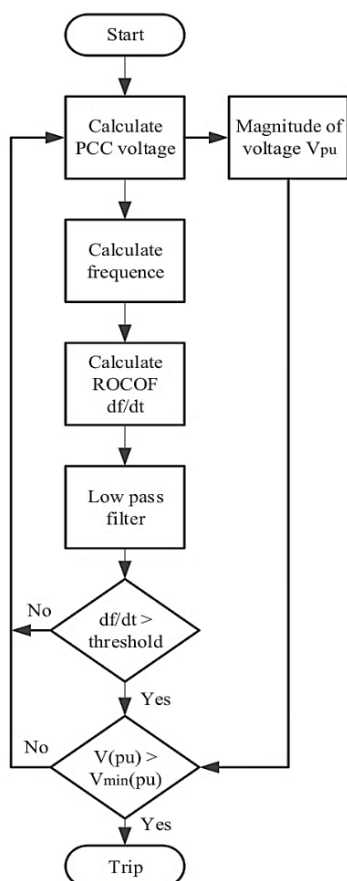 Start
Calculate
PCC voltage
Magnitude of
voltage Vpu
Calculate
frequence
Calculate
ROCOF
df/dt
Low pass
filter
No
df/dt >
threshold
Yes
No
V(pu) >
Vmin(pu)
Yes
Trip